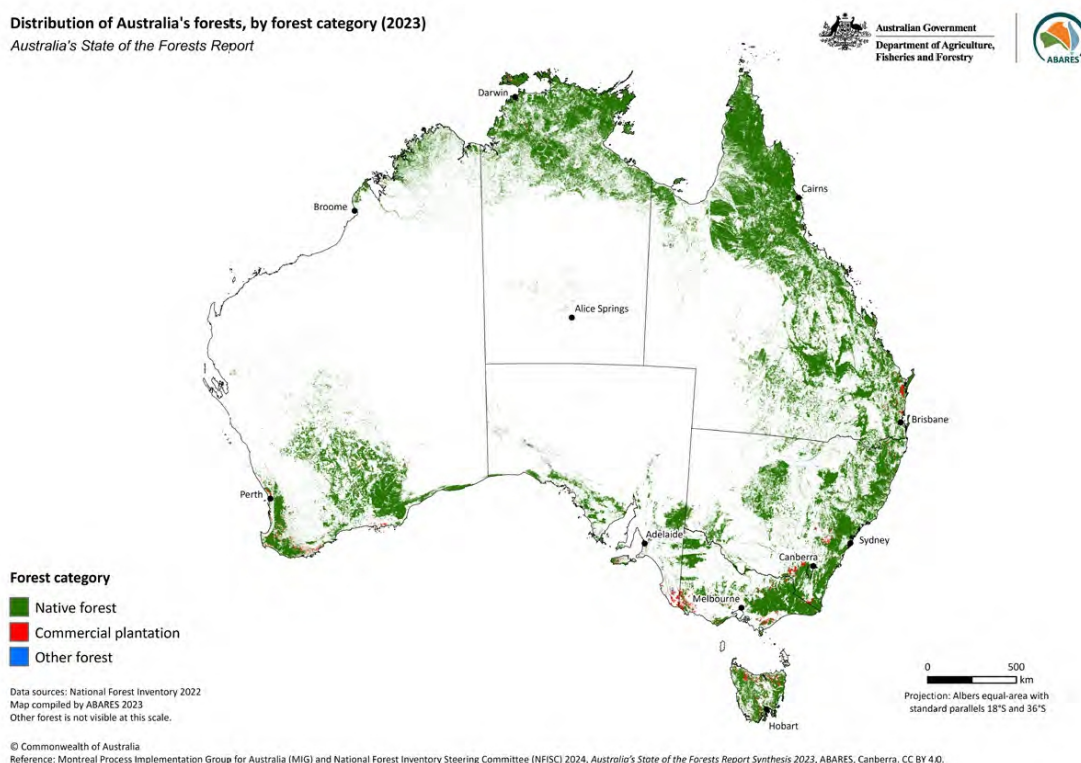 Distribution of Australia's forests, by forest category (2023)
Australia's State of the Forests Report
Australian Government
Department of Agriculture,
Fisheries and Forestry
ABARES
Darwin
Cairns
Broome
Alice Springs
Brisbane
Perth
Adelaide
Sydney
Canberra
Melbourne
Hobart
Forest category
Native forest
Commercial plantation
Other forest
Data sources: National Forest Inventory 2022
Map compiled by ABARES 2023
Other forest is not visible at this scale.
0 500
km
Projection: Albers equal-area with
standard parallels 18°S and 36°S
© Commonwealth of Australia
Reference: Montreal Process Implementation Group for Australia (MIG) and National Forest Inventory Steering Committee (NFISC) 2024, Australia's State of the Forests Report Synthesis 2023, ABARES, Canberra. CC BY 4.0.